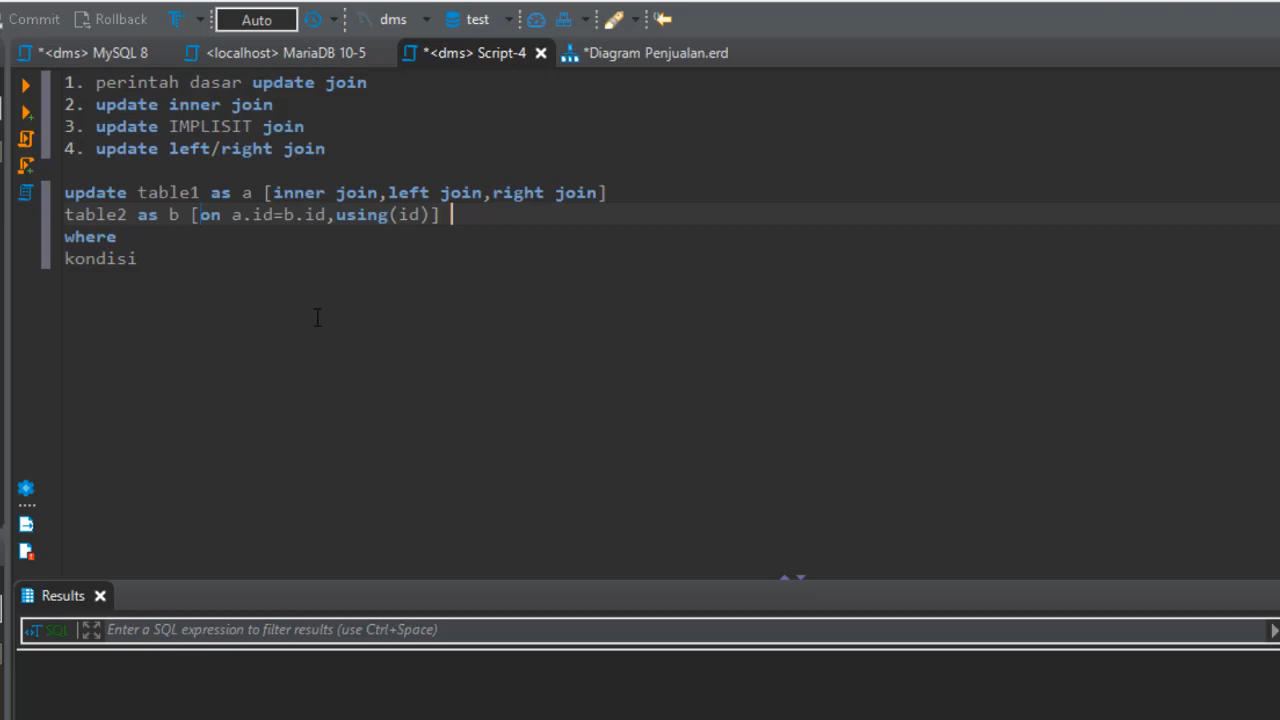 Commit Rollback Auto dms test
*<dms> MySQL 8 <localhost> MariaDB 10-5 *<dms> Script-4 *Diagram Penjualan.erd
1. perintah dasar update join
2. update inner join
3. update IMPLISIT join
4. update left/right join
update table1 as a [inner join,left join,right join]
table2 as b [on a.id=b.id,using(id)]
where
kondisi
Results
SQL Enter a SQL expression to filter results (use Ctrl+Space)